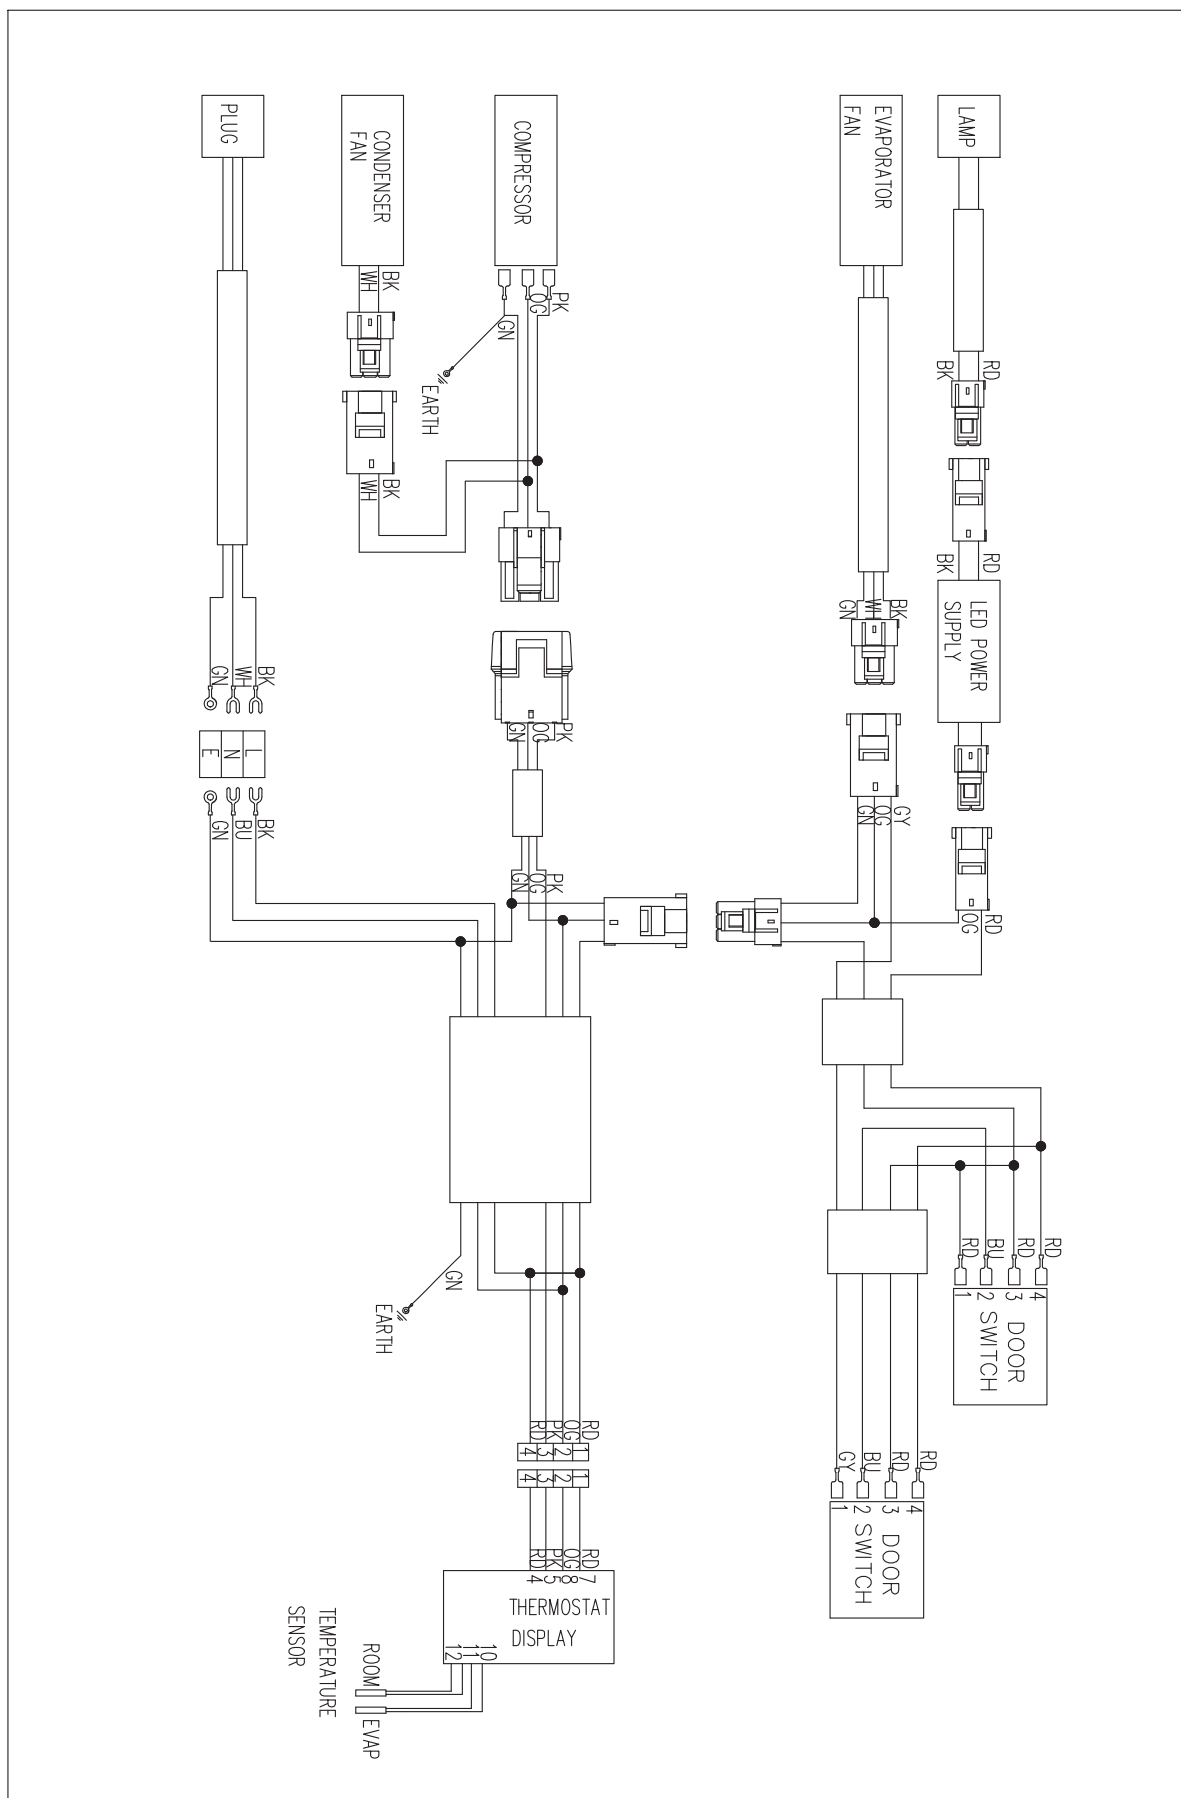 PLUG
CONDENSER
FAN
COMPRESSOR
EVAPORATOR
FAN
LAMP
BK
WH
PK
OG
GN
EARTH
RD
BK
BK
WH
RD
BK
LED POWER
SUPPLY
BK
WI
GN
BK
WH
GN
L
N
E
BK
BU
GN
PK
OG
GN
PK
OG
GN
GY
OG
GN
RD
OG
GN
EARTH
RD
BU
RD
RD
1
2
3
4
DOOR
SWITCH
GY
BU
RD
RD
1
2
3
4
DOOR
SWITCH
RD
PK
OG
RD
4
3
2
1
4
3
2
1
RD
PK
OG
RD
4
5
8
7
THERMOSTAT
DISPLAY
12
11
10
TEMPERATURE
SENSOR
ROOM
EVAP